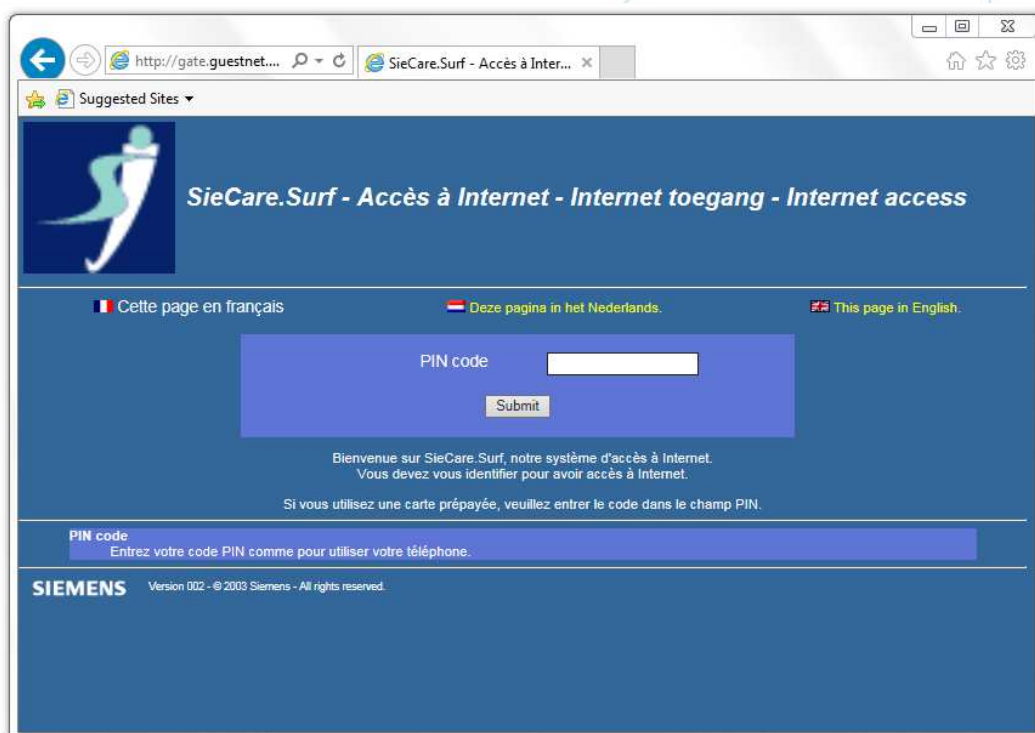 http://gate.guestnet....
SieCare.Surf - Accès à Inter...
Suggested Sites
SieCare.Surf - Accès à Internet - Internet toegang - Internet access
Cette page en français
Deze pagina in het Nederlands.
This page in English.
PIN code
Submit
Bienvenue sur SieCare.Surf, notre système d'accès à Internet.
Vous devez vous identifier pour avoir accès à Internet.
Si vous utilisez une carte prépayée, veuillez entrer le code dans le champ PIN.
PIN code
Entrez votre code PIN comme pour utiliser votre téléphone.
SIEMENS Version 002 - © 2003 Siemens - All rights reserved.